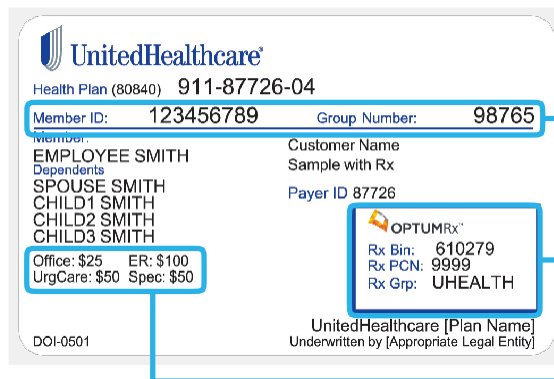 UnitedHealthcare®
Health Plan (80840) 911-87726-04
Member ID: 123456789 Group Number: 98765
Member:
EMPLOYEE SMITH
Dependents
SPOUSE SMITH
CHILD1 SMITH
CHILD2 SMITH
CHILD3 SMITH
Customer Name
Sample with Rx
Payer ID 87726
OPTUMRx™
Rx Bin: 610279
Rx PCN: 9999
Rx Grp: UHEALTH
Office: $25 ER: $100
UrgCare: $50 Spec: $50
UnitedHealthcare [Plan Name]
DOI-0501 Underwritten by [Appropriate Legal Entity]